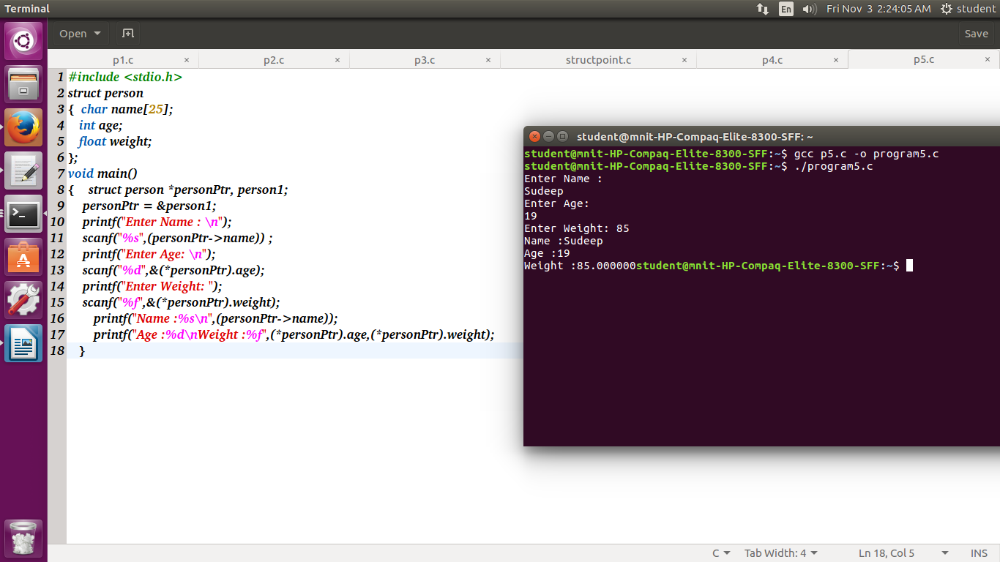 Terminal
En
Fri Nov 3 2:24:05 AM
student
Open
Save
p1.c
p2.c
p3.c
structpoint.c
p4.c
p5.c
1 #include <stdio.h>
2 struct person
3 {  char name[25];
4    int age;
5    float weight;
6 };
7 void main()
8 {    struct person *personPtr, person1;
9     personPtr = &person1;
10     printf("Enter Name : \n");
11     scanf("%s",(personPtr->name)) ;
12     printf("Enter Age: \n");
13     scanf("%d",&(*personPtr).age);
14     printf("Enter Weight: ");
15     scanf("%f",&(*personPtr).weight);
16        printf("Name :%s\n",(personPtr->name));
17        printf("Age :%d\nWeight :%f",(*personPtr).age,(*personPtr).weight);
18    }
student@mnit-HP-Compaq-Elite-8300-SFF: ~
student@mnit-HP-Compaq-Elite-8300-SFF:~$ gcc p5.c -o program5.c
student@mnit-HP-Compaq-Elite-8300-SFF:~$ ./program5.c
Enter Name :
Sudeep
Enter Age:
19
Enter Weight: 85
Name :Sudeep
Age :19
Weight :85.000000student@mnit-HP-Compaq-Elite-8300-SFF:~$
C
Tab Width: 4
Ln 18, Col 5
INS